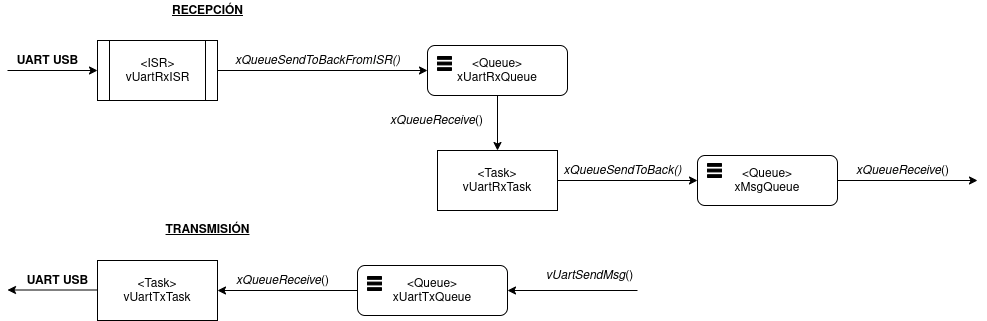 RECEPCIÓN
UART USB
<ISR>
vUartRxISR
xQueueSendToBackFromISR()
<Queue>
xUartRxQueue
xQueueReceive()
<Task>
vUartRxTask
xQueueSendToBack()
<Queue>
xMsgQueue
xQueueReceive()
TRANSMISIÓN
UART USB
<Task>
vUartTxTask
xQueueReceive()
<Queue>
xUartTxQueue
vUartSendMsg()